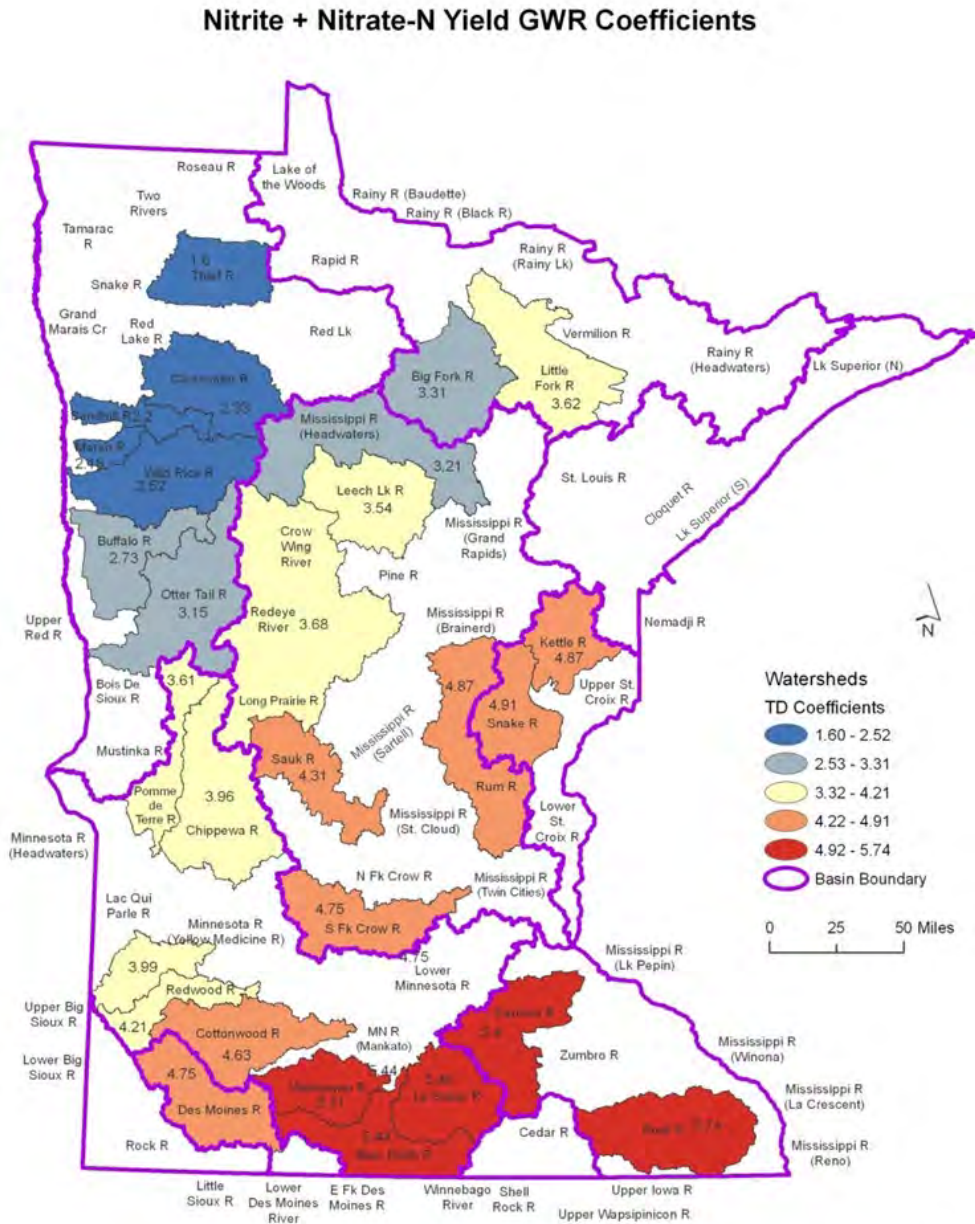 Nitrite + Nitrate-N Yield GWR Coefficients
Roseau R
Lake of
the Woods
Two
Rivers
Rainy R (Baudette)
Rainy R (Black R)
Tamarac
R
1.6
Thief R
Rapid R
Rainy R
(Rainy Lk)
Snake R
Grand
Marais Cr
Red
Lake R
Red Lk
Vermilion R
Rainy R
(Headwaters)
Lk Superior (N)
Big Fork R
3.31
Little
Fork R
3.62
2.33
Mississippi R
(Headwaters)
3.21
Wild Rice R
2.52
Leech Lk R
3.54
St. Louis R
Cloquet R
Lk Superior (S)
Mississippi R
(Grand
Rapids)
Buffalo R
2.73
Crow
Wing
River
Pine R
Otter Tail R
3.15
Redeye
River
3.68
Mississippi R
(Brainerd)
Kettle R
4.87
Nemadji R
N
Upper
Red R
Bois De
Sioux R
3.61
Long Prairie R
4.87
4.91
Snake R
Upper St.
Croix R
Mustinka R
Mississippi R
(Sartell)
Sauk R
4.31
Rum R
Pomme
de
Terre R
3.96
Chippewa R
Mississippi R
(St. Cloud)
Lower
St.
Croix R
Minnesota R
(Headwaters)
Watersheds
TD Coefficients
1.60 - 2.52
2.53 - 3.31
3.32 - 4.21
4.22 - 4.91
4.92 - 5.74
Basin Boundary
0 25 50 Miles
N Fk Crow R
Mississippi R
(Twin Cities)
4.75
S Fk Crow R
Lac Qui
Parle R
Minnesota R
(Yellow Medicine R)
4.75
Lower
Minnesota R
Mississippi R
(Lk Pepin)
3.99
Redwood R
Upper Big
Sioux R
4.21
Cottonwood R
4.63
MN R
(Mankato)
Zumbro R
Mississippi R
(Winona)
Lower Big
Sioux R
4.75
Des Moines R
Mississippi R
(La Crescent)
Rock R
Cedar R
Mississippi R
(Reno)
Little
Sioux R
Lower
Des Moines
River
E Fk Des
Moines R
Winnebago
River
Shell
Rock R
Upper Iowa R
Upper Wapsipinicon R